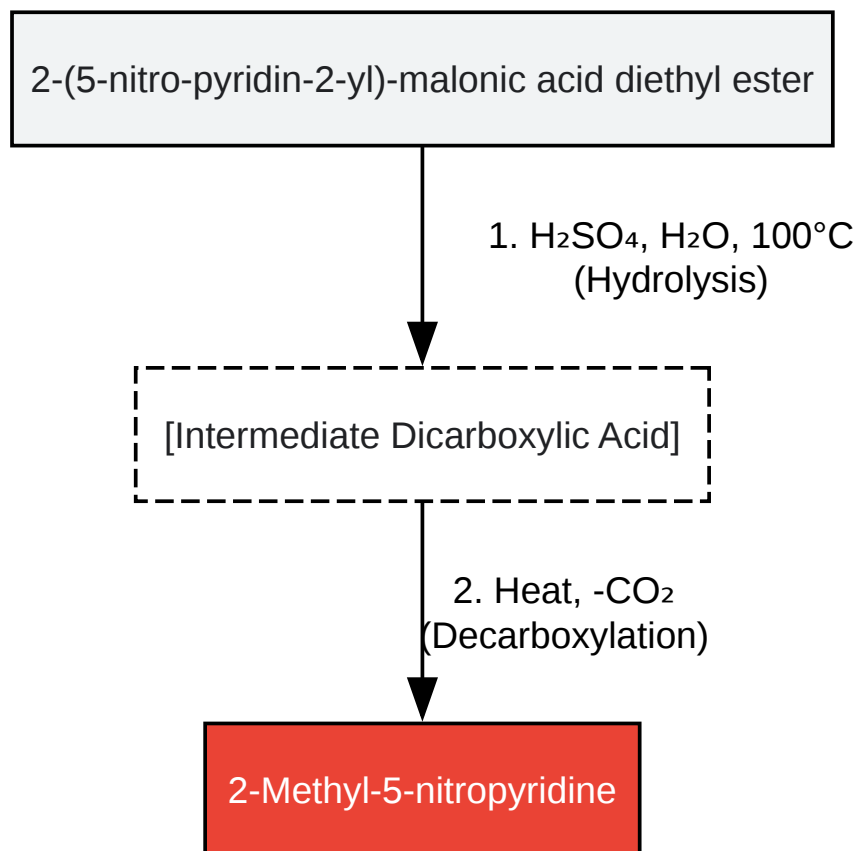 2-(5-nitro-pyridin-2-yl)-malonic acid diethyl ester
1. H₂SO₄, H₂O, 100°C
(Hydrolysis)
[Intermediate Dicarboxylic Acid]
2. Heat, -CO₂
(Decarboxylation)
2-Methyl-5-nitropyridine